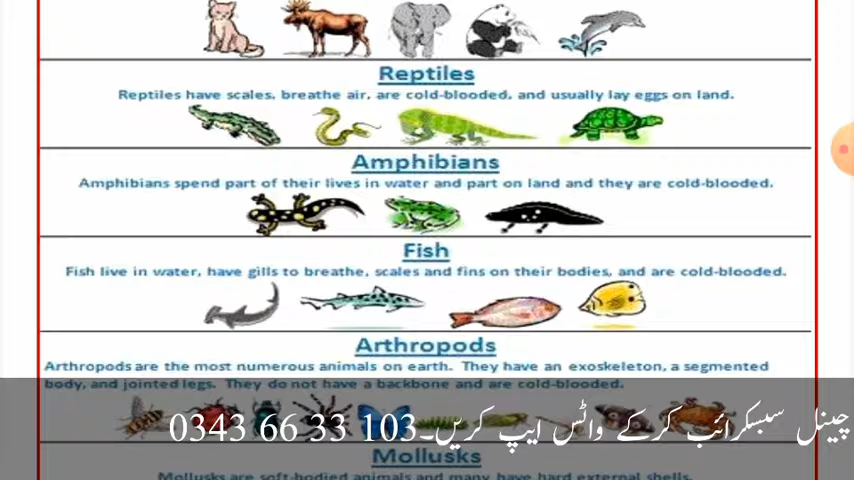 Reptiles
Reptiles have scales, breathe air, are cold-blooded, and usually lay eggs on land.
Amphibians
Amphibians spend part of their lives in water and part on land and they are cold-blooded.
Fish
Fish live in water, have gills to breathe, scales and fins on their bodies, and are cold-blooded.
Arthropods
Arthropods are the most numerous animals on earth. They have an exoskeleton, a segmented
body, and jointed legs. They do not have a backbone and are cold-blooded.
چینل سبسکرائب کرکے واٹس ایپ کریں۔103 33 66 0343
Mollusks
Mollusks are soft-bodied animals and many have hard external shells.